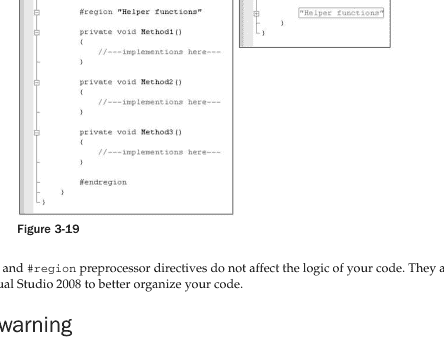 #region "Helper functions"
private void Method1()
{
//---implementions here---
}
private void Method2()
{
//---implementions here---
}
private void Method3()
{
//---implementions here---
}
#endregion
}
}
"Helper functions"
}
}
Figure 3-19
and #region preprocessor directives do not affect the logic of your code. They a
ual Studio 2008 to better organize your code.
warning